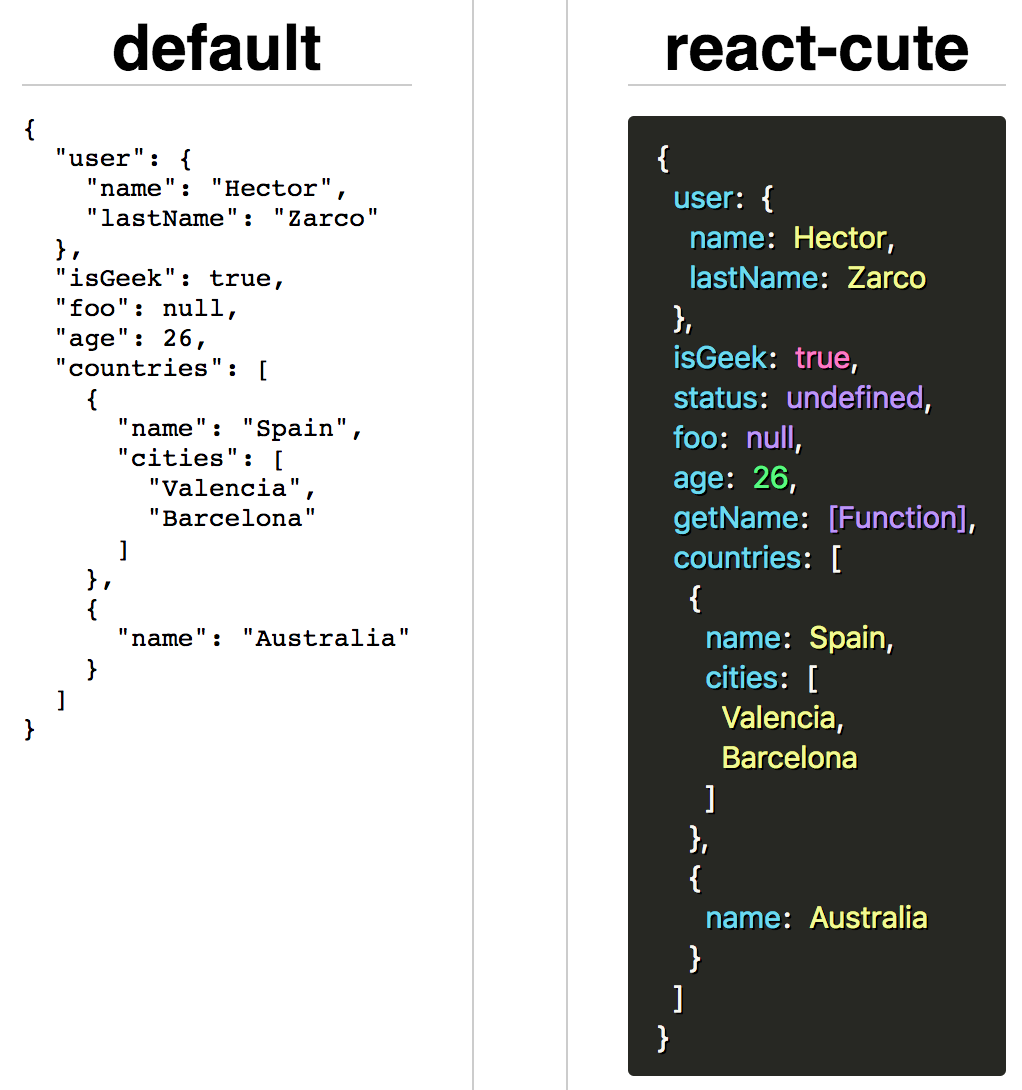 default
{
  "user": {
    "name": "Hector",
    "lastName": "Zarco"
  },
  "isGeek": true,
  "foo": null,
  "age": 26,
  "countries": [
    {
      "name": "Spain",
      "cities": [
        "Valencia",
        "Barcelona"
      ]
    },
    {
      "name": "Australia"
    }
  ]
}
react-cute
{
  user: {
    name: Hector,
    lastName: Zarco
  },
  isGeek: true,
  status: undefined,
  foo: null,
  age: 26,
  getName: [Function],
  countries: [
    {
      name: Spain,
      cities: [
        Valencia,
        Barcelona
      ]
    },
    {
      name: Australia
    }
  ]
}